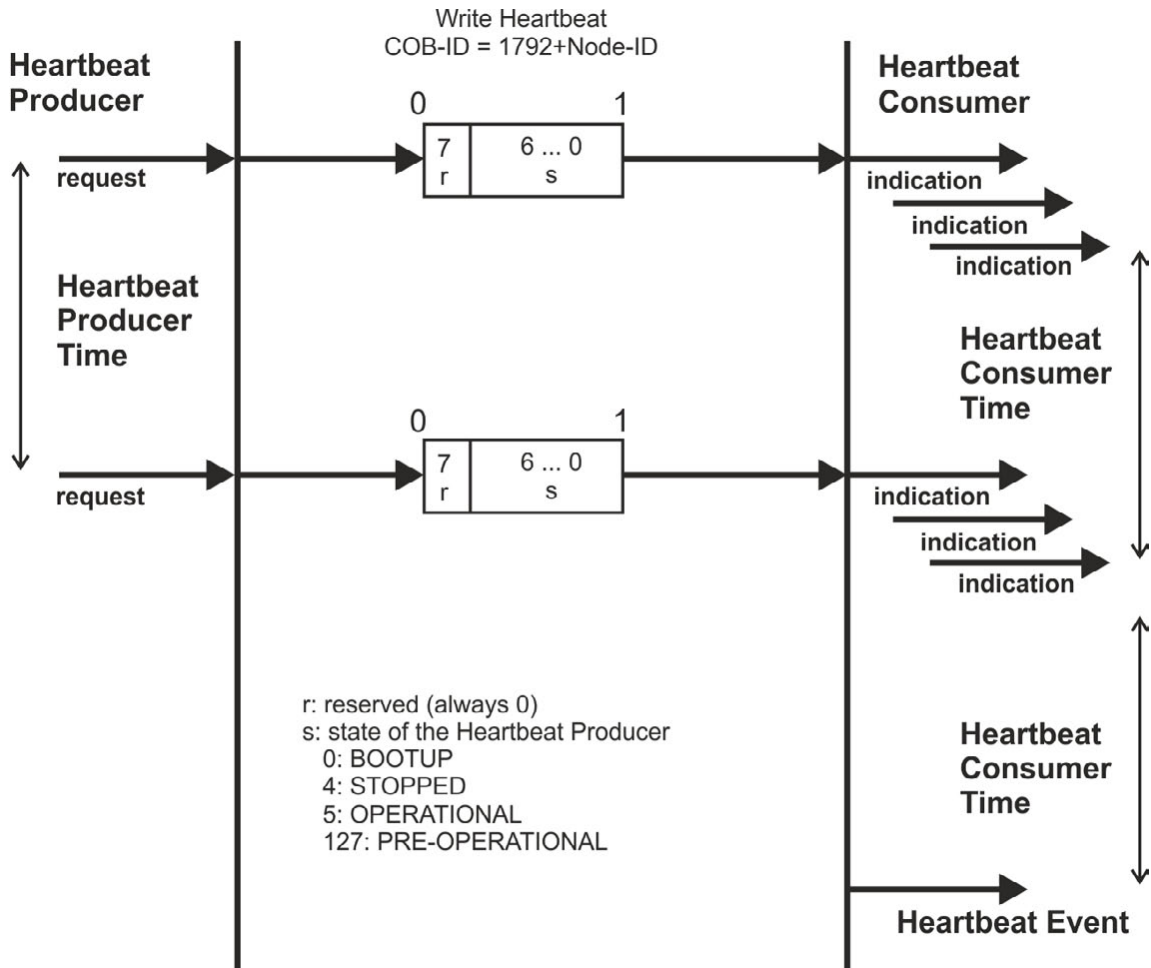 Write Heartbeat
COB-ID = 1792+Node-ID
Heartbeat
Producer
Heartbeat
Consumer
0 1
7 6 ... 0
r s
request
indication
indication
indication
Heartbeat
Producer
Time
Heartbeat
Consumer
Time
0 1
7 6 ... 0
r s
request
indication
indication
indication
r: reserved (always 0)
s: state of the Heartbeat Producer
0: BOOTUP
4: STOPPED
5: OPERATIONAL
127: PRE-OPERATIONAL
Heartbeat
Consumer
Time
Heartbeat Event